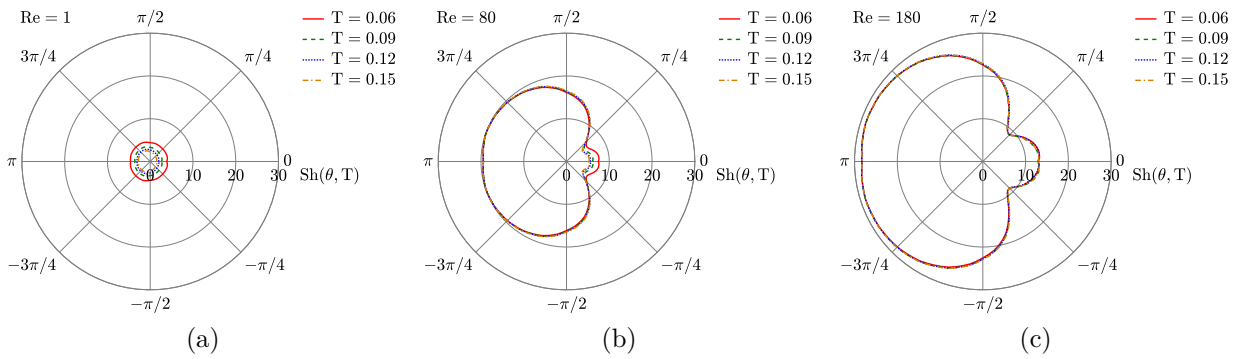 Re = 1
π/2
T = 0.06
T = 0.09
T = 0.12
T = 0.15
3π/4
π/4
π
0
0 10 20 30
Sh(θ, T)
−3π/4
−π/4
−π/2
(a)
Re = 80
π/2
T = 0.06
T = 0.09
T = 0.12
T = 0.15
3π/4
π/4
π
0
0 10 20 30
Sh(θ, T)
−3π/4
−π/4
−π/2
(b)
Re = 180
π/2
T = 0.06
T = 0.09
T = 0.12
T = 0.15
3π/4
π/4
π
0
0 10 20 30
Sh(θ, T)
−3π/4
−π/4
−π/2
(c)